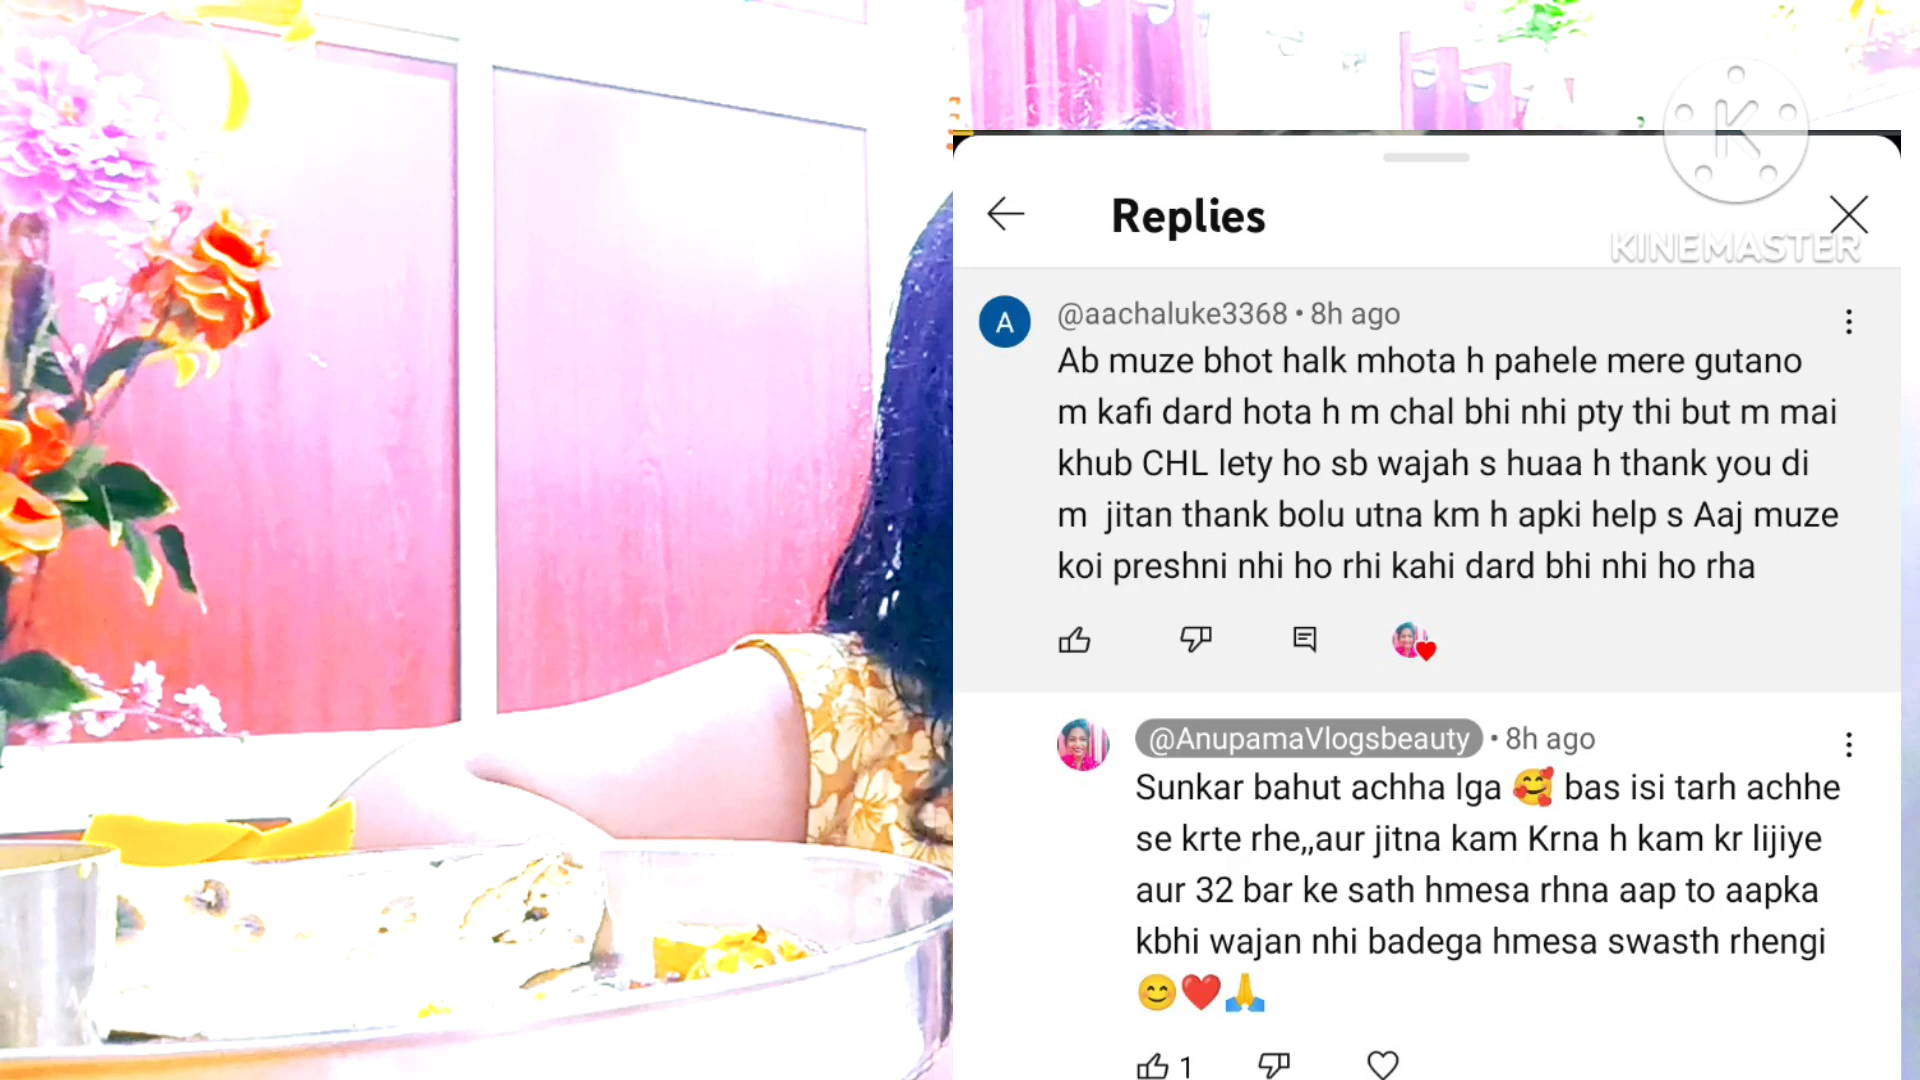 K
KINEMASTER
Replies
A
@aachaluke3368 • 8h ago
Ab muze bhot halk mhota h pahele mere gutano
m kafi dard hota h m chal bhi nhi pty thi but m mai
khub CHL lety ho sb wajah s huaa h thank you di
m jitan thank bolu utna km h apki help s Aaj muze
koi preshni nhi ho rhi kahi dard bhi nhi ho rha
@AnupamaVlogsbeauty • 8h ago
Sunkar bahut achha lga 🥰 bas isi tarh achhe
se krte rhe,,aur jitna kam Krna h kam kr lijiye
aur 32 bar ke sath hmesa rhna aap to aapka
kbhi wajan nhi badega hmesa swasth rhengi
😊❤️🙏
1